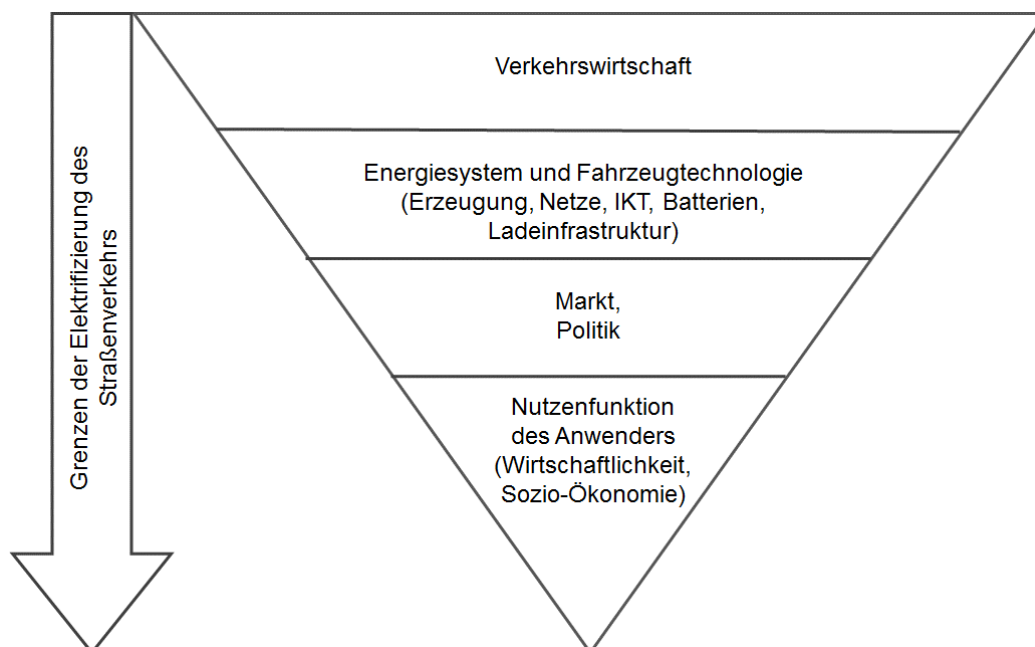 Grenzen der Elektrifizierung des
Straßenverkehrs
Verkehrswirtschaft
Energiesystem und Fahrzeugtechnologie
(Erzeugung, Netze, IKT, Batterien,
Ladeinfrastruktur)
Markt,
Politik
Nutzenfunktion
des Anwenders
(Wirtschaftlichkeit,
Sozio-Ökonomie)